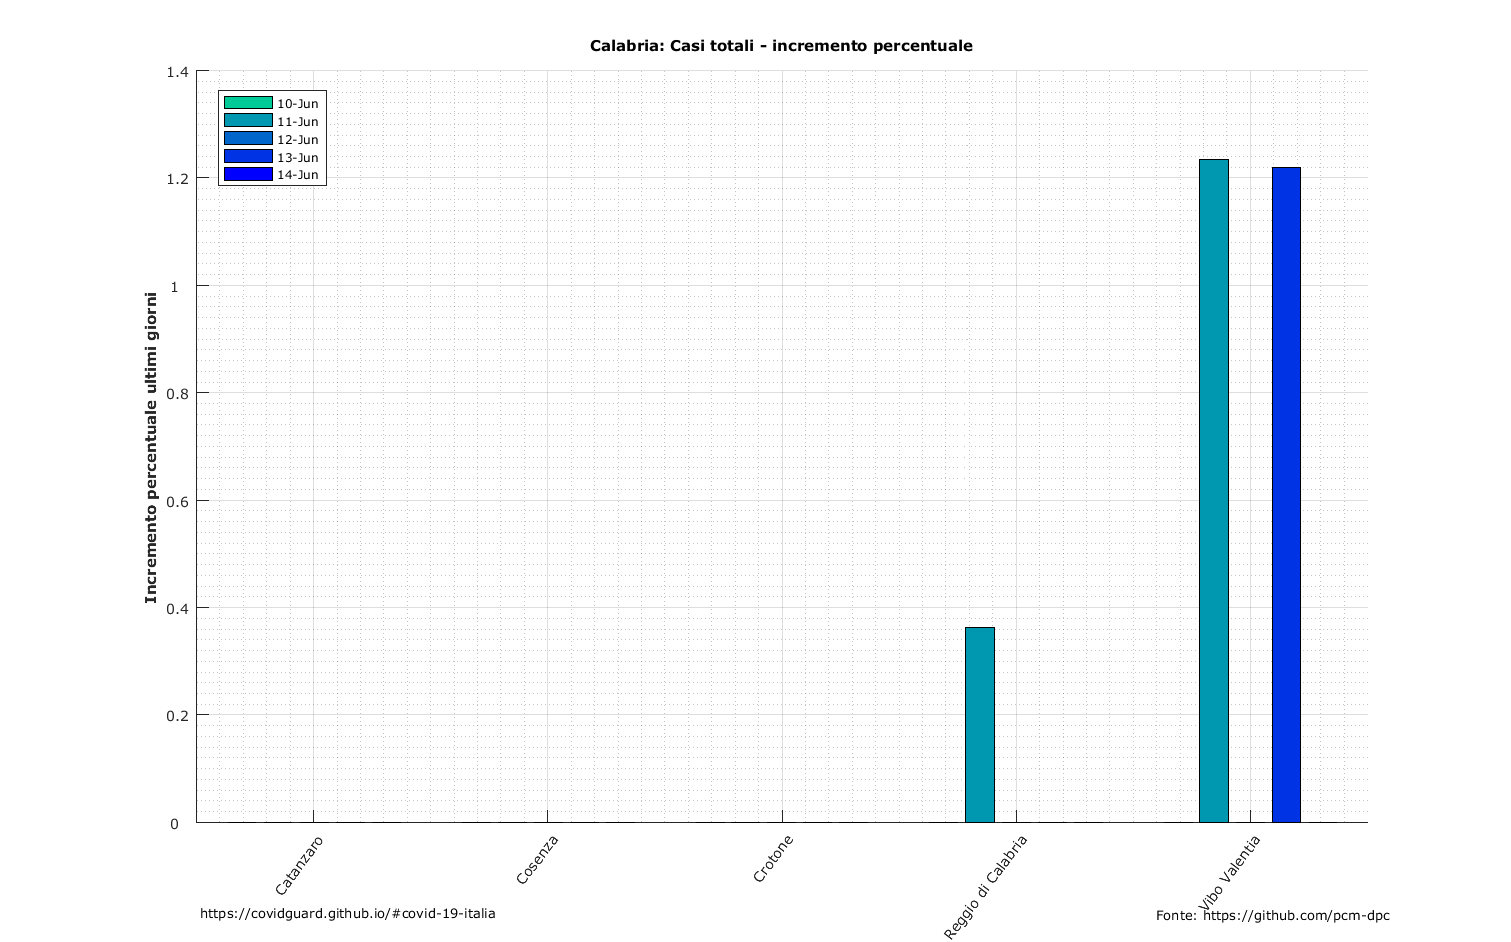 Calabria: Casi totali - incremento percentuale
Incremento percentuale ultimi giorni
1.4
1.2
1
0.8
0.6
0.4
0.2
0
10-Jun
11-Jun
12-Jun
13-Jun
14-Jun
Catanzaro
Cosenza
Crotone
Reggio di Calabria
Vibo Valentia
https://covidguard.github.io/#covid-19-italia
Fonte: https://github.com/pcm-dpc